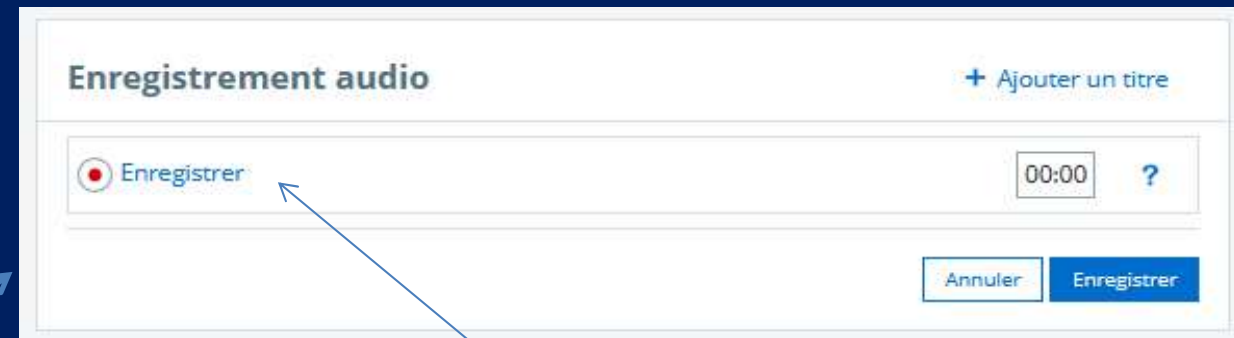 Enregistrement audio
+ Ajouter un titre
Enregistrer
00:00 ?
Annuler Enregistrer